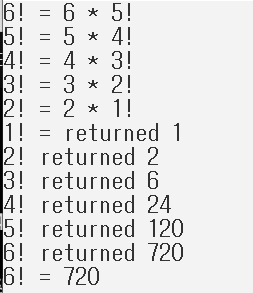 6! = 6 * 5!
5! = 5 * 4!
4! = 4 * 3!
3! = 3 * 2!
2! = 2 * 1!
1! = returned 1
2! returned 2
3! returned 6
4! returned 24
5! returned 120
6! returned 720
6! = 720